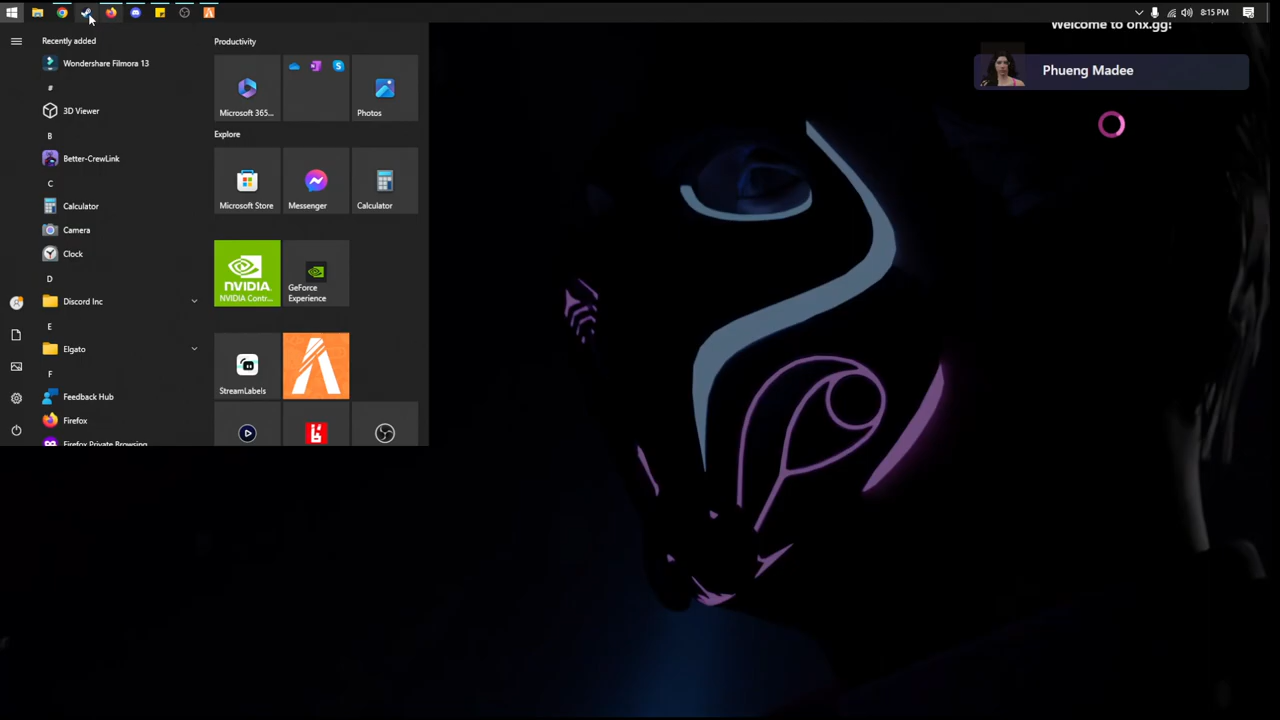 8:15 PM
Welcome to onx.gg!
Phueng Madee
Recently added
Wondershare Filmora 13
#
3D Viewer
B
Better-CrewLink
C
Calculator
Camera
Clock
D
Discord Inc
E
Elgato
F
Feedback Hub
Firefox
Firefox Private Browsing
Productivity
Microsoft 365...
Photos
Explore
Microsoft Store
Messenger
Calculator
NVIDIA
NVIDIA Contr...
GeForce
Experience
StreamLabels